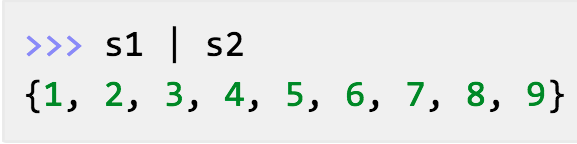 >>> s1 | s2
{1, 2, 3, 4, 5, 6, 7, 8, 9}